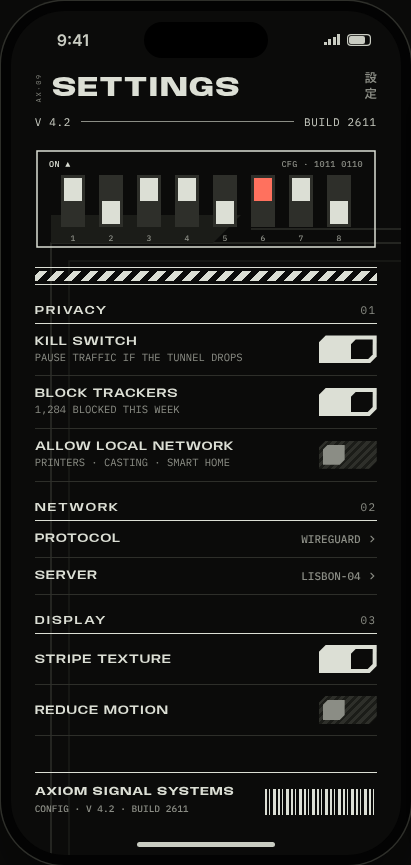 9:41
AX-09
SETTINGS
設定
V 4.2
BUILD 2611
ON ▲
CFG · 1011 0110
1 2 3 4 5 6 7 8
PRIVACY 01
KILL SWITCH
PAUSE TRAFFIC IF THE TUNNEL DROPS
BLOCK TRACKERS
1,284 BLOCKED THIS WEEK
ALLOW LOCAL NETWORK
PRINTERS · CASTING · SMART HOME
NETWORK 02
PROTOCOL WIREGUARD >
SERVER LISBON-04 >
DISPLAY 03
STRIPE TEXTURE
REDUCE MOTION
AXIOM SIGNAL SYSTEMS
CONFIG · V 4.2 · BUILD 2611